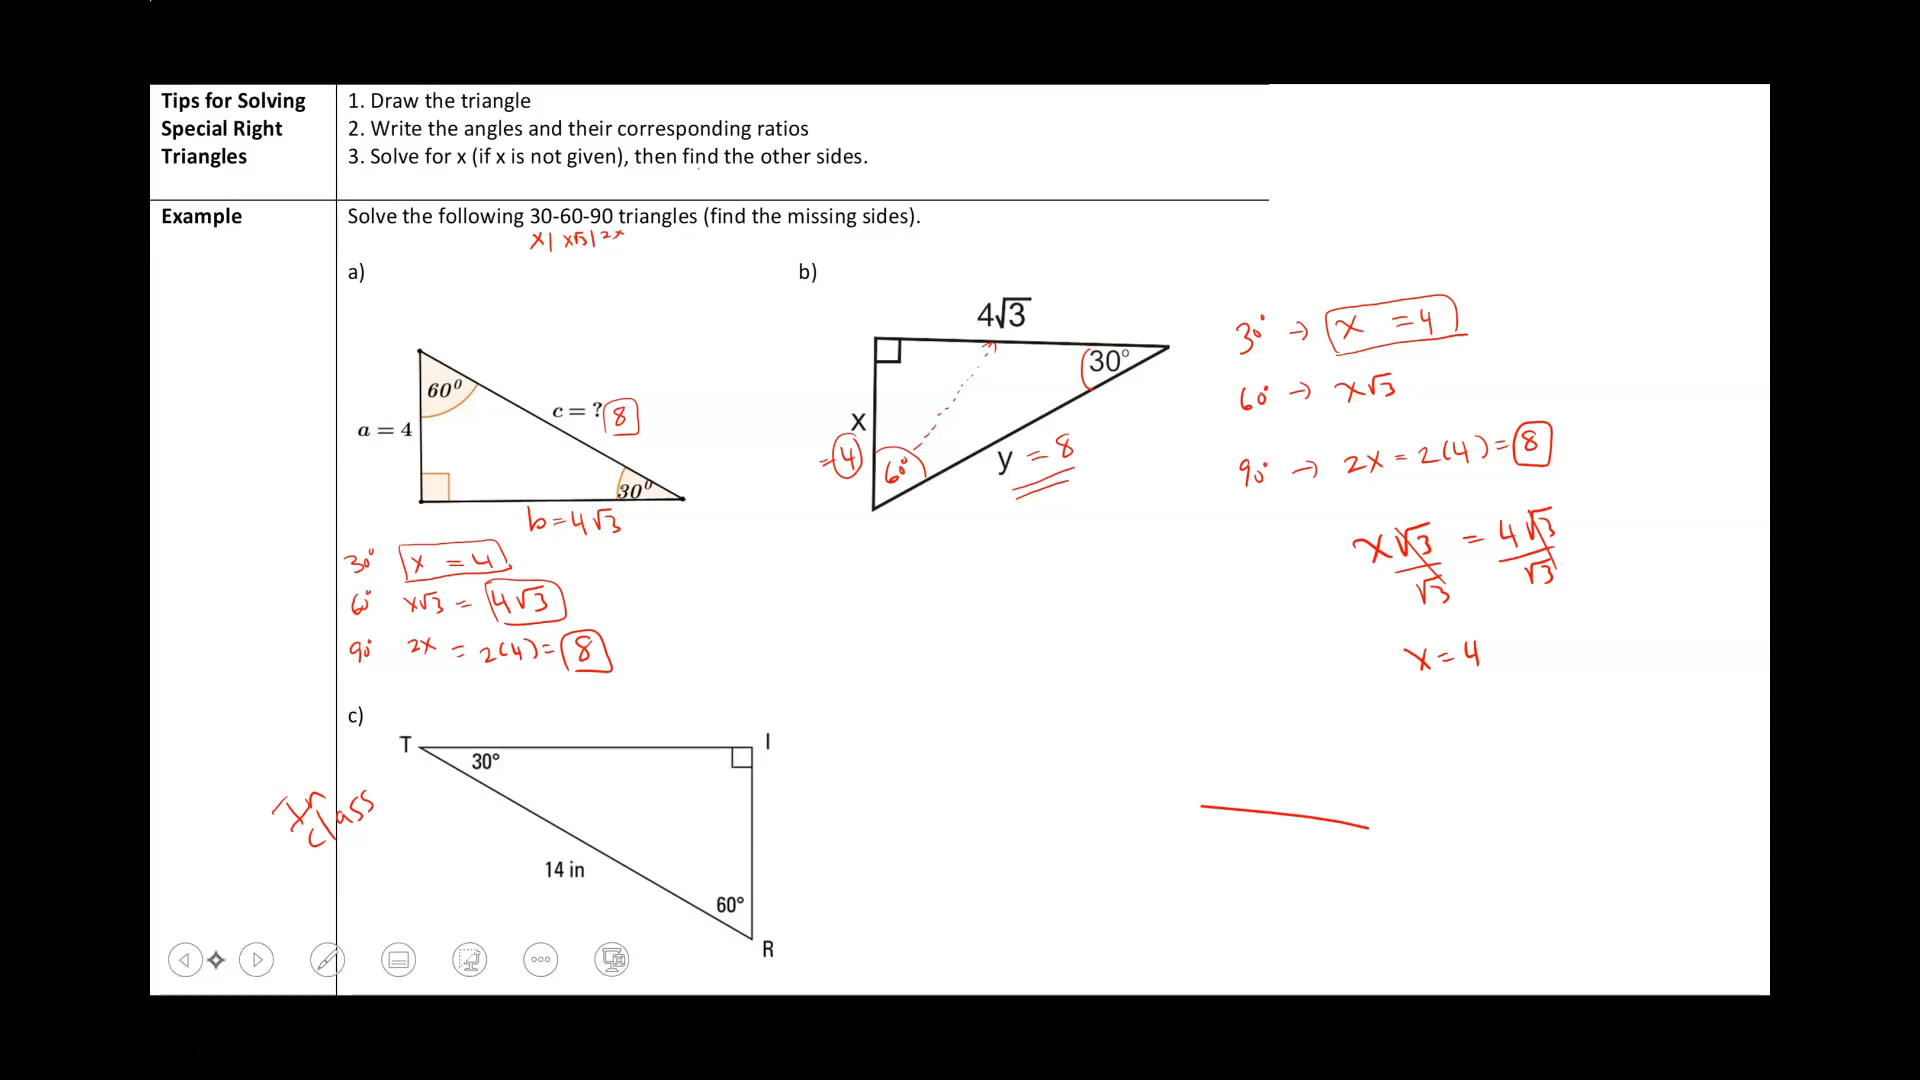 Tips for Solving
Special Right
Triangles
1. Draw the triangle
2. Write the angles and their corresponding ratios
3. Solve for x (if x is not given), then find the other sides.
Example
Solve the following 30-60-90 triangles (find the missing sides).
x | x√3 | 2x
a)
60⁰
a = 4
c = ? 8
30⁰
b = 4√3
30° x = 4
60° x√3 = 4√3
90° 2x = 2(4) = 8
b)
4√3
30°
x
= 4
60°
y = 8
30° → x = 4
60° → x√3
90° → 2x = 2(4) = 8
x√3 = 4√3
√3 √3
x = 4
c)
T
I
30°
In
class
14 in
60°
R